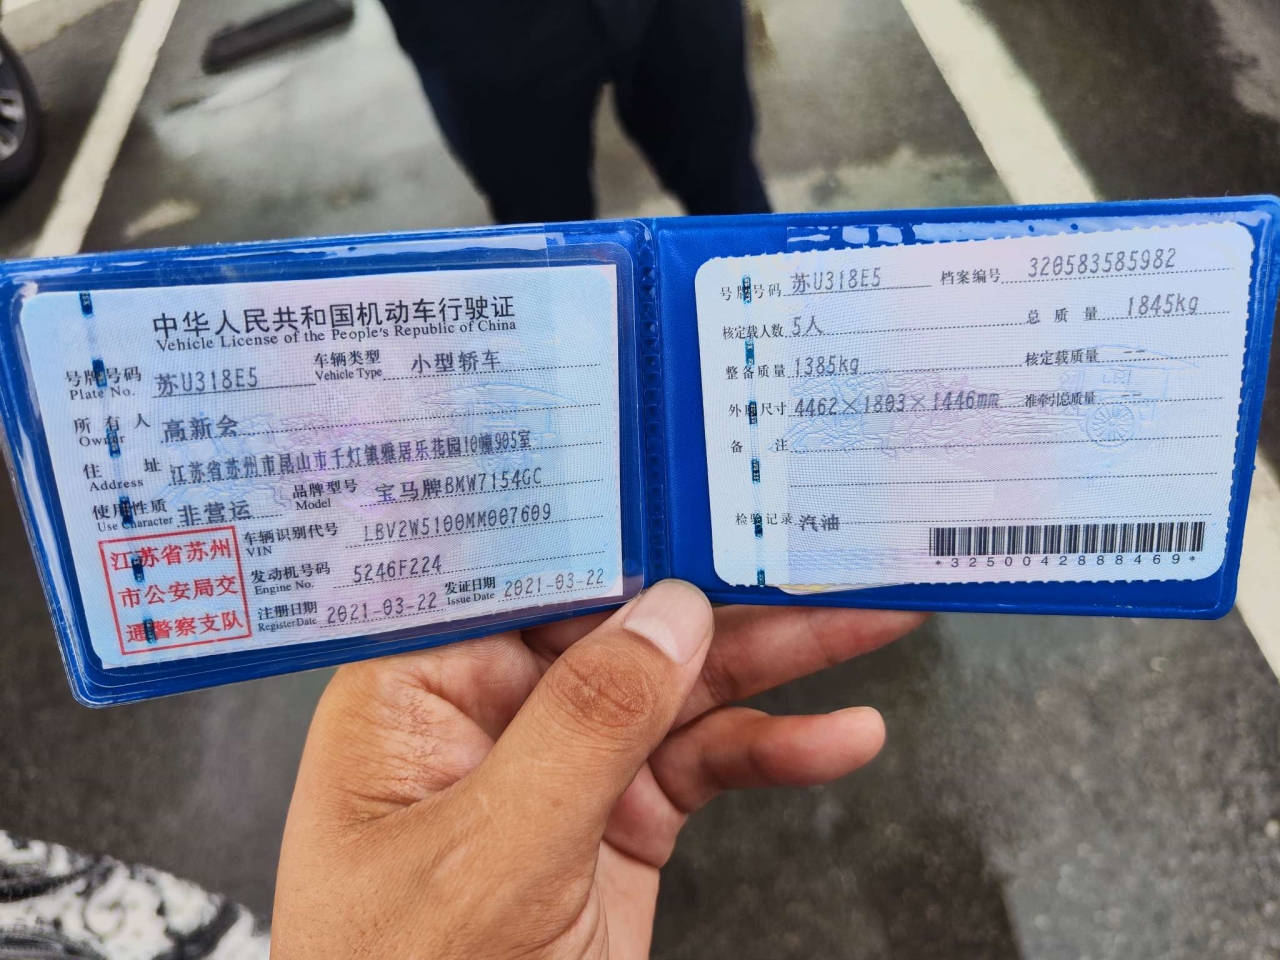 中华人民共和国机动车行驶证
Vehicle License of the People's Republic of China
号牌号码 苏U318E5 车辆类型 小型轿车
Plate No. Vehicle Type
所有人 高新会
Owner
住址 江苏省苏州市昆山市千灯镇雅居乐花园10幢905室
Address
使用性质 非营运 品牌型号 宝马牌BMW7154GC
Use Character Model
江苏省苏州
市公安局交
通警察支队
车辆识别代号 LBV2W5100MM007609
VIN
发动机号码 5246F224
Engine No.
注册日期 2021-03-22 发证日期 2021-03-22
Register Date Issue Date
号牌号码 苏U318E5 档案编号 320583585982
核定载人数 5人 总质量 1845kg
整备质量 1385kg 核定载质量 --
外廓尺寸 4462×1803×1446mm 准牵引总质量 --
备注
检验记录 汽油
*3250042888469*